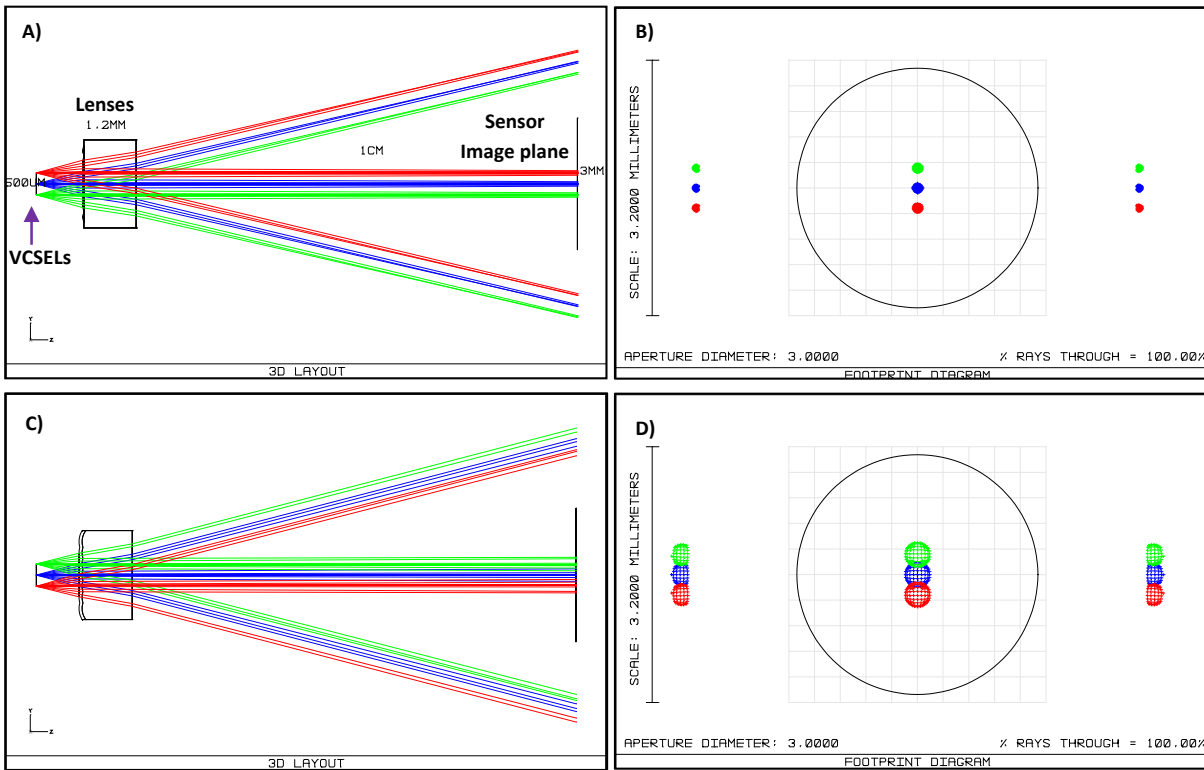 A)
Lenses
1.2MM
Sensor
Image plane
1CM
3MM
500UM
VCSELs
Y
Z
3D LAYOUT
B)
SCALE: 3.2000 MILLIMETERS
APERTURE DIAMETER: 3.0000
% RAYS THROUGH = 100.00%
FOOTPRINT DIAGRAM
C)
Y
Z
3D LAYOUT
D)
SCALE: 3.2000 MILLIMETERS
APERTURE DIAMETER: 3.0000
% RAYS THROUGH = 100.00%
FOOTPRINT DIAGRAM